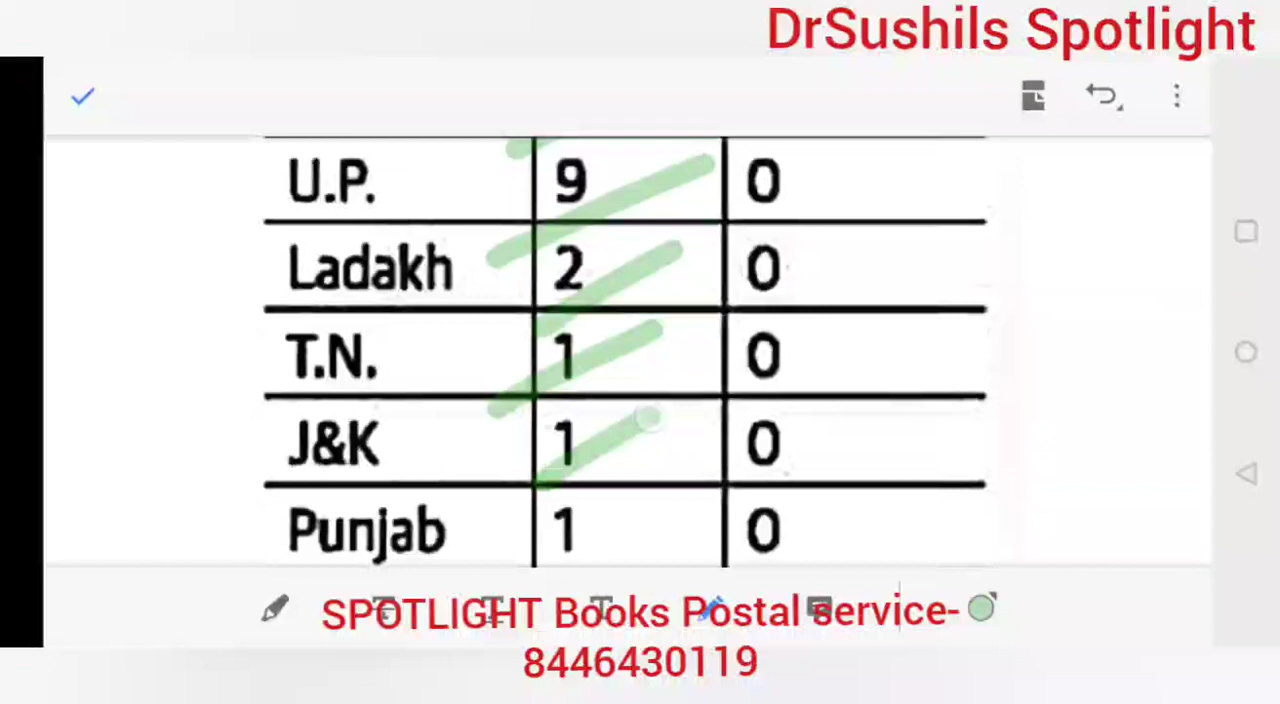 DrSushils Spotlight
U.P. 9 0
Ladakh 2 0
T.N. 1 0
J&K 1 0
Punjab 1 0
SPOTLIGHT Books Postal service-
8446430119